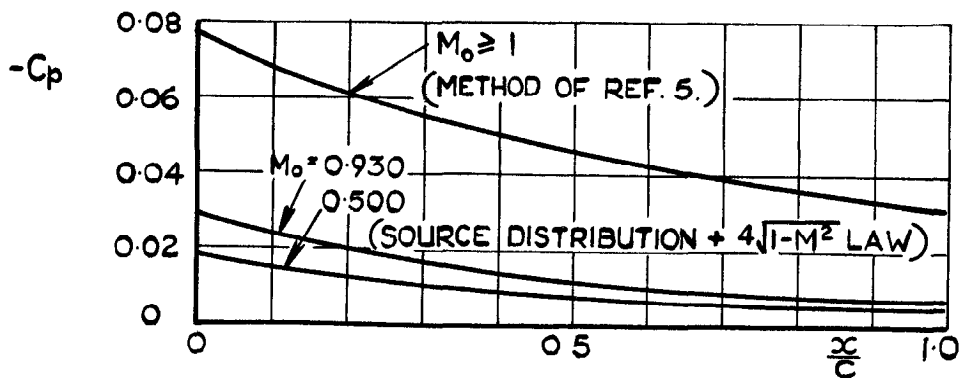 0.08
-Cp
M₀ ≥ 1
(METHOD OF REF. 5.)
0.06
0.04
M₀ = 0.930
0.500
0.02
(SOURCE DISTRIBUTION + 4√1-M² LAW)
0
0
0.5
x/c
1.0